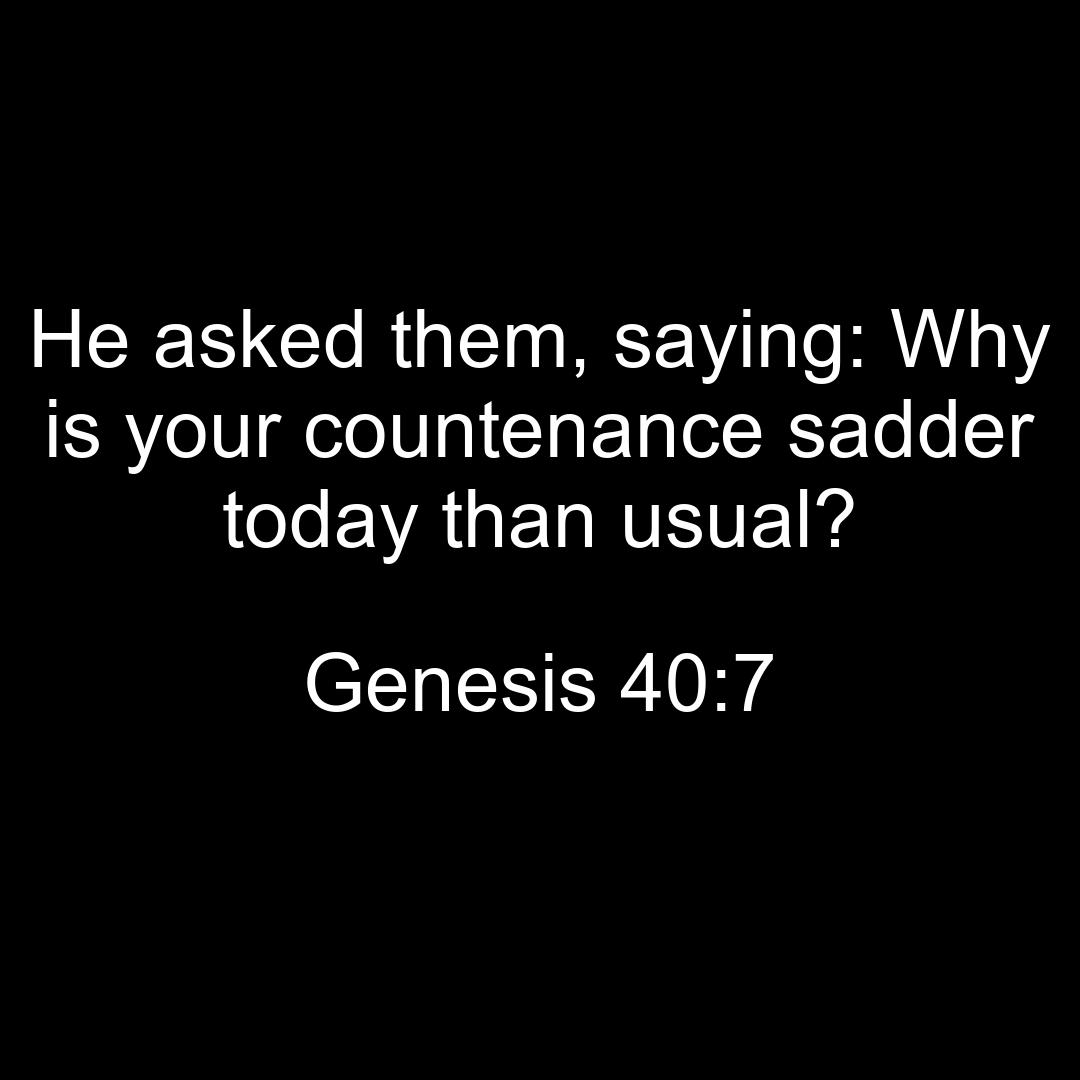 He asked them, saying: Why
is your countenance sadder
today than usual?
Genesis 40:7